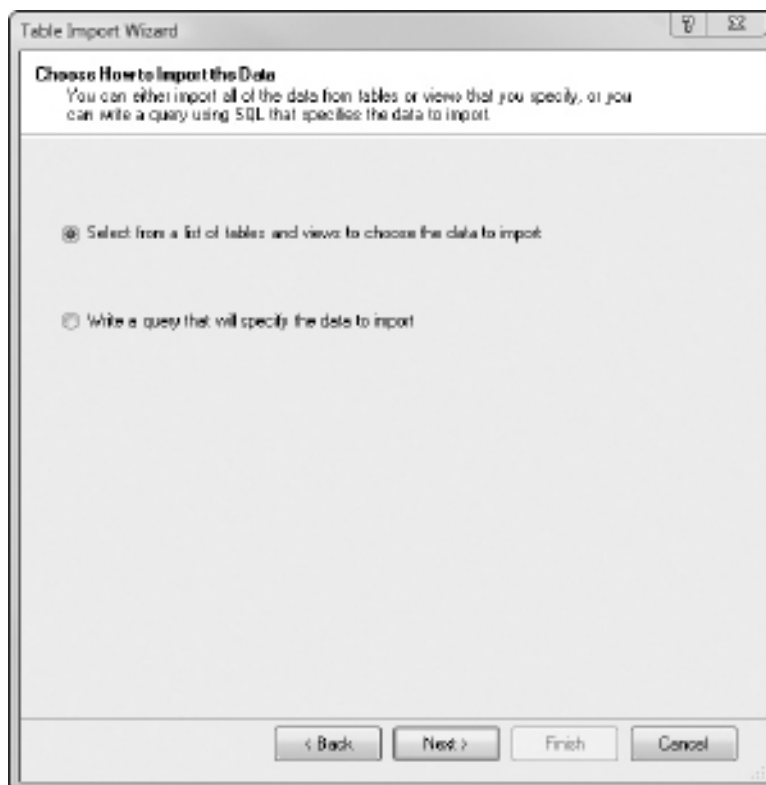 Table Import Wizard
Choose How to Import the Data
You can either import all of the data from tables or views that you specify, or you
can write a query using SQL that specifies the data to import
Select from a list of tables and views to choose the data to import
Write a query that will specify the data to import
< Back
Next >
Finish
Cancel